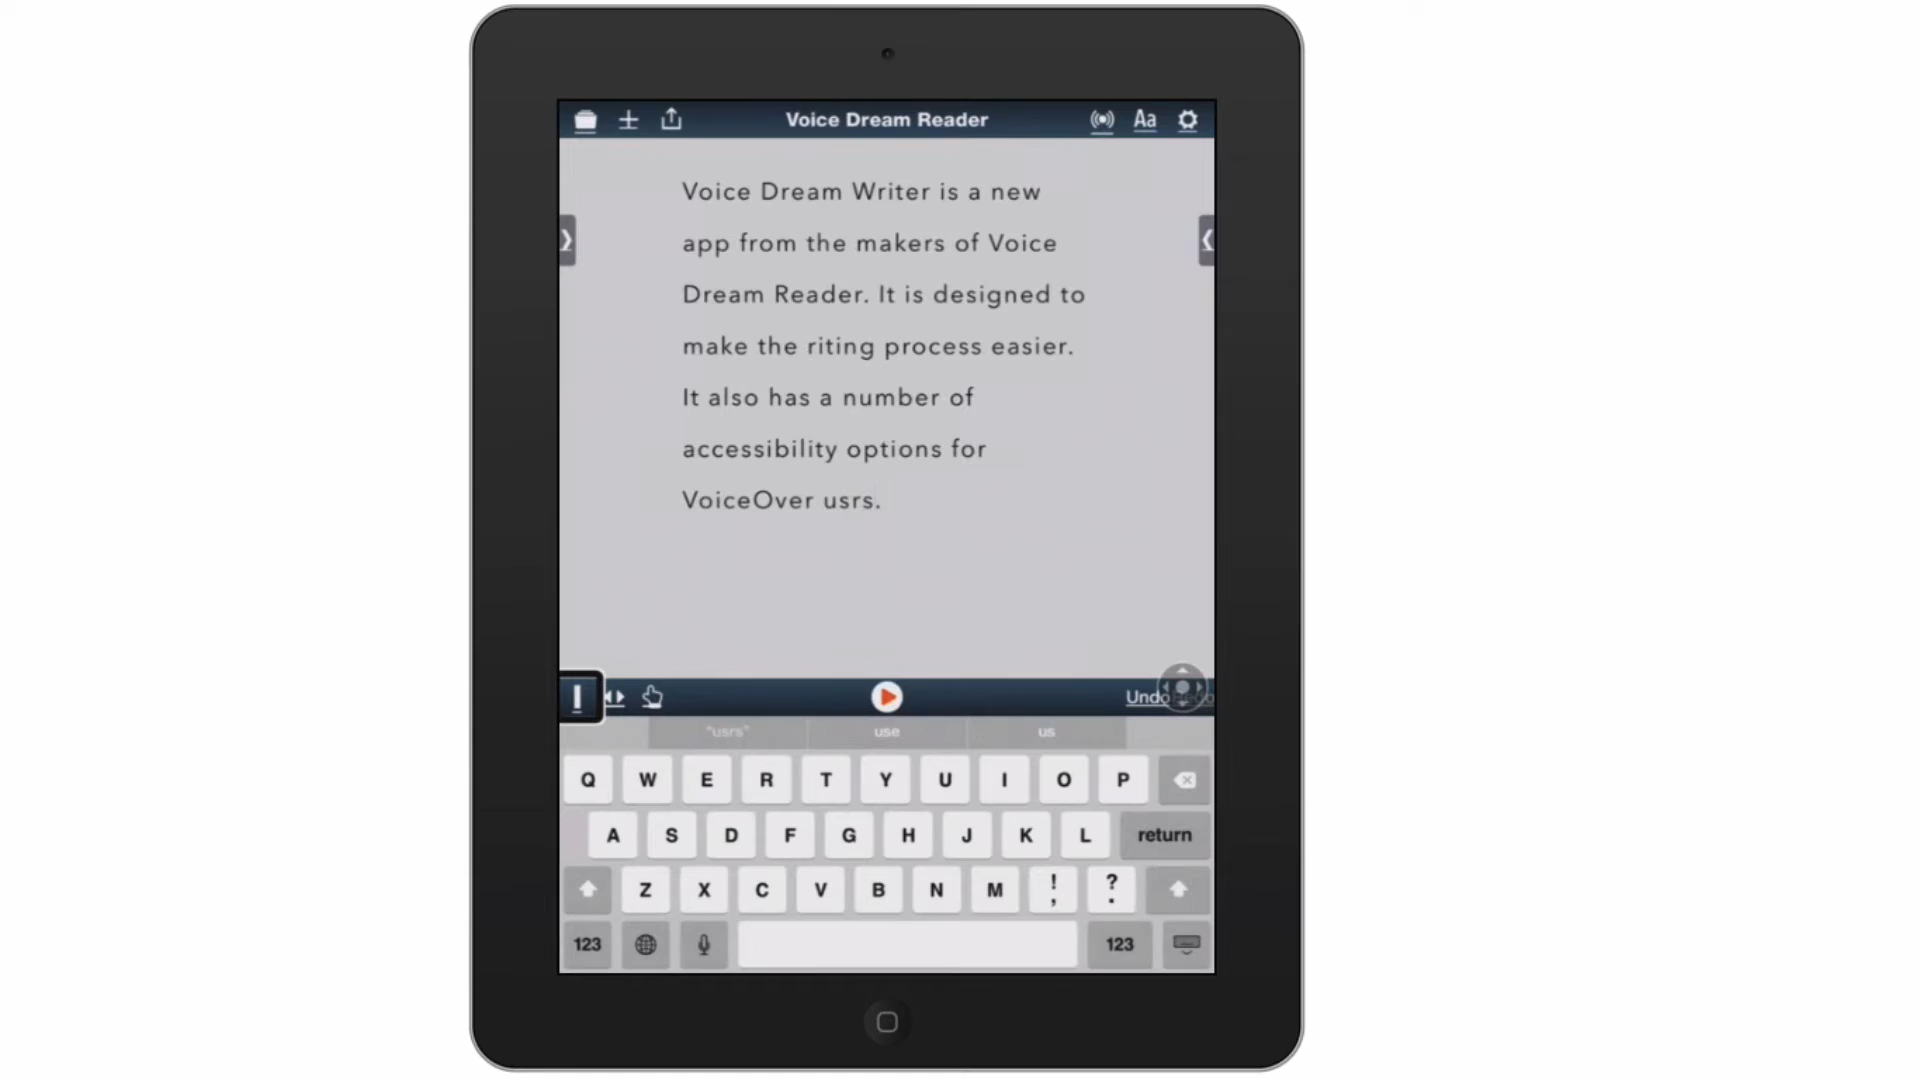 Voice Dream Reader
Aa
Voice Dream Writer is a new
app from the makers of Voice
Dream Reader. It is designed to
make the riting process easier.
It also has a number of
accessibility options for
VoiceOver usrs.
Undo Redo
"usrs" use us
Q W E R T Y U I O P
A S D F G H J K L return
Z X C V B N M ! , ? .
123 123